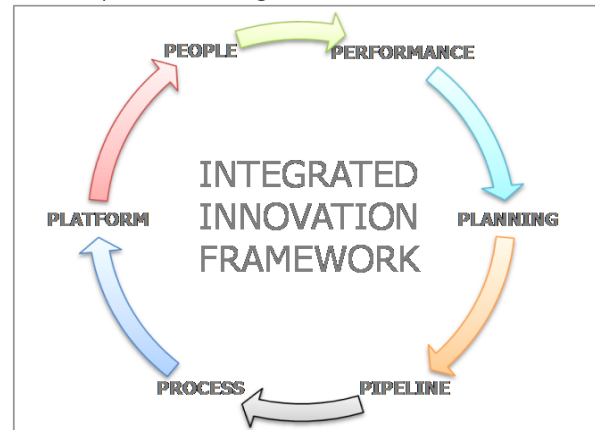 PEOPLE
PERFORMANCE
PLANNING
PIPELINE
PROCESS
PLATFORM
INTEGRATED
INNOVATION
FRAMEWORK